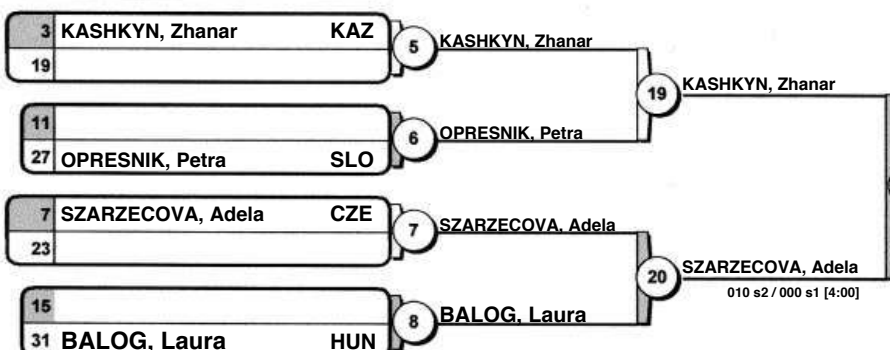 3 KASHKYN, Zhanar KAZ
19
5 KASHKYN, Zhanar
19 KASHKYN, Zhanar
11
27 OPRESNIK, Petra SLO
6 OPRESNIK, Petra
7 SZARZECOVA, Adela CZE
23
7 SZARZECOVA, Adela
20 SZARZECOVA, Adela
010 s2 / 000 s1 [4:00]
15
31 BALOG, Laura HUN
8 BALOG, Laura